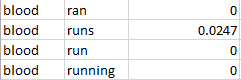 blood ran 0
blood runs 0.0247
blood run 0
blood running 0